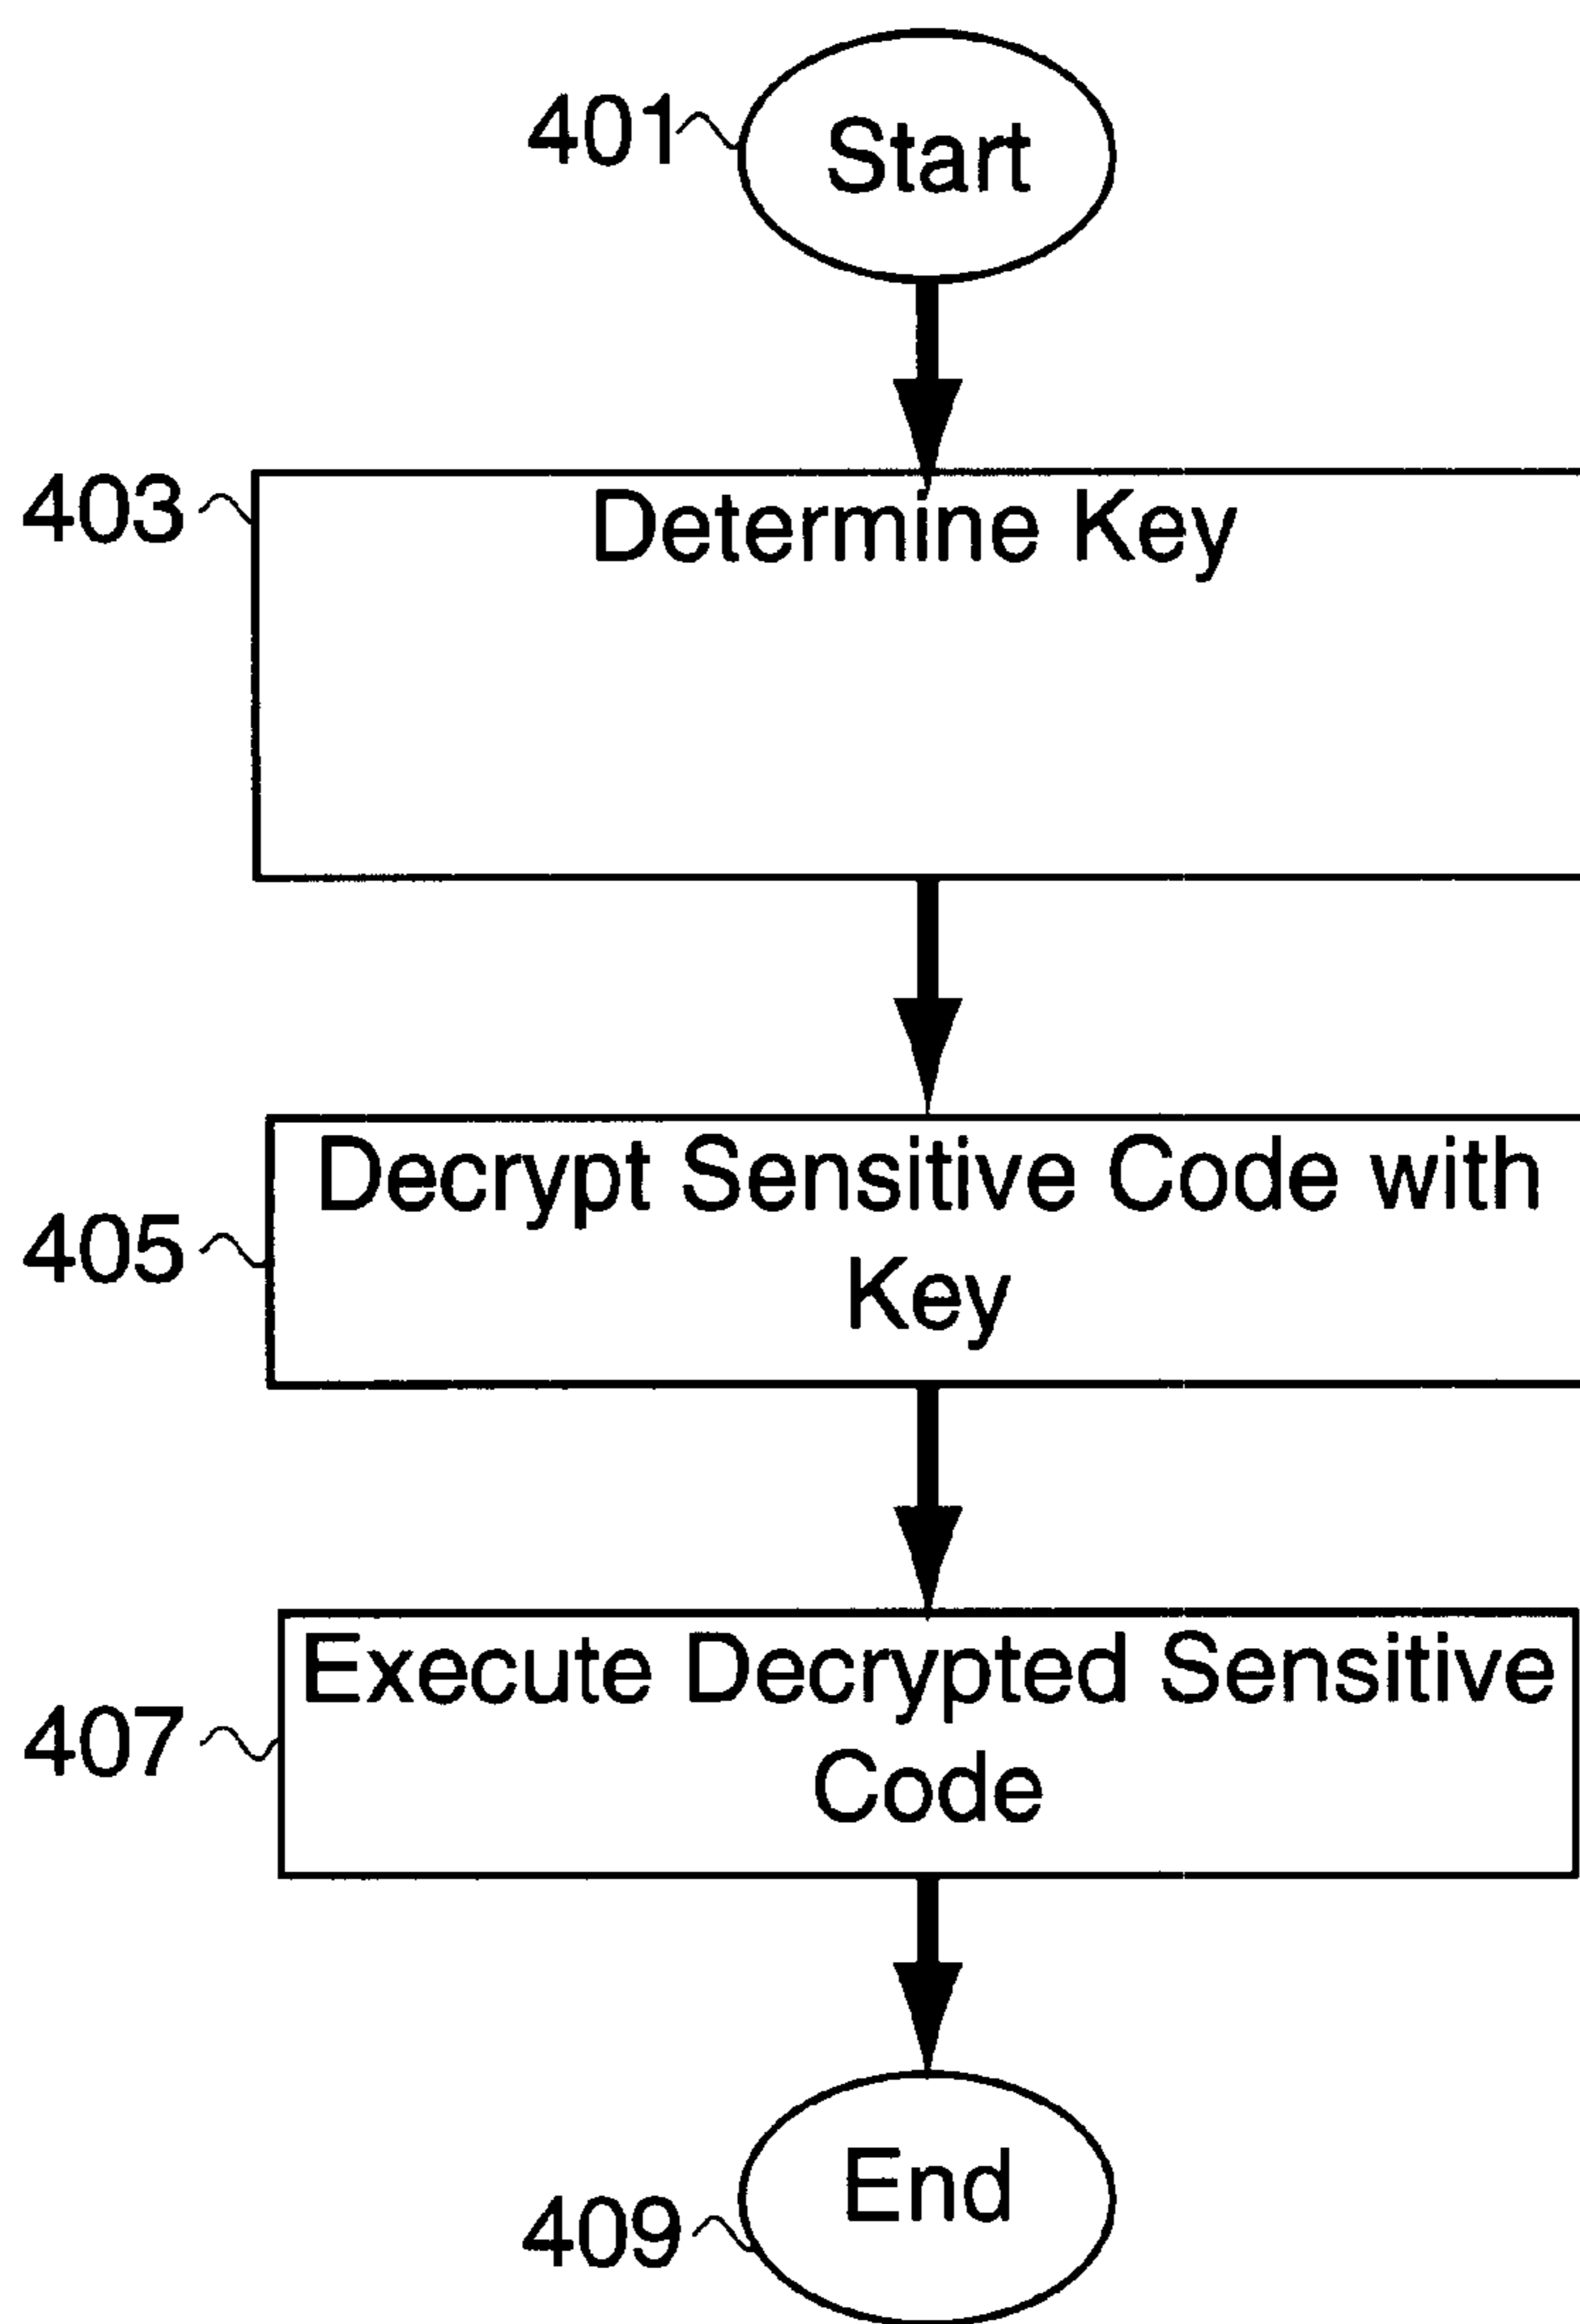 401
Start
403
Determine Key
Decrypt Sensitive Code with
405
Key
Execute Decrypted Sensitive
407
Code
End
409